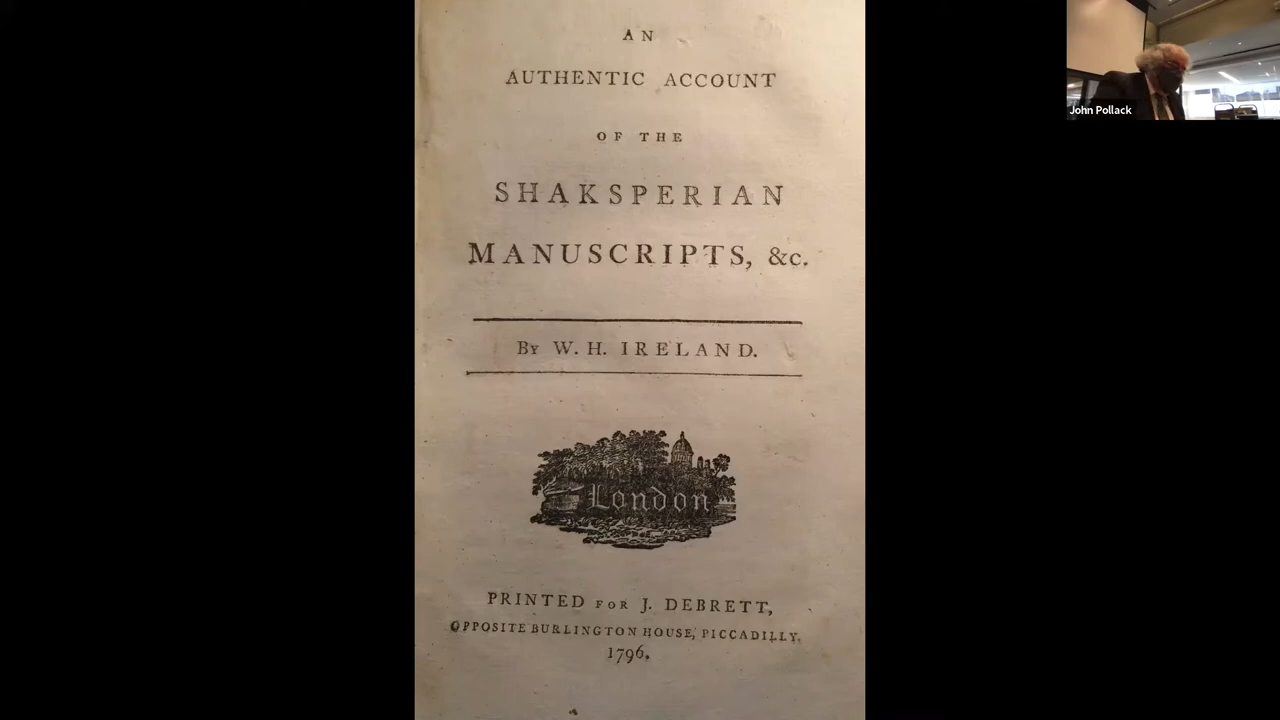 AN
AUTHENTIC ACCOUNT
OF THE
SHAKSPERIAN
MANUSCRIPTS, &c.
By W. H. IRELAND.
London
PRINTED FOR J. DEBRETT,
OPPOSITE BURLINGTON HOUSE, PICCADILLY.
1796.
John Pollack